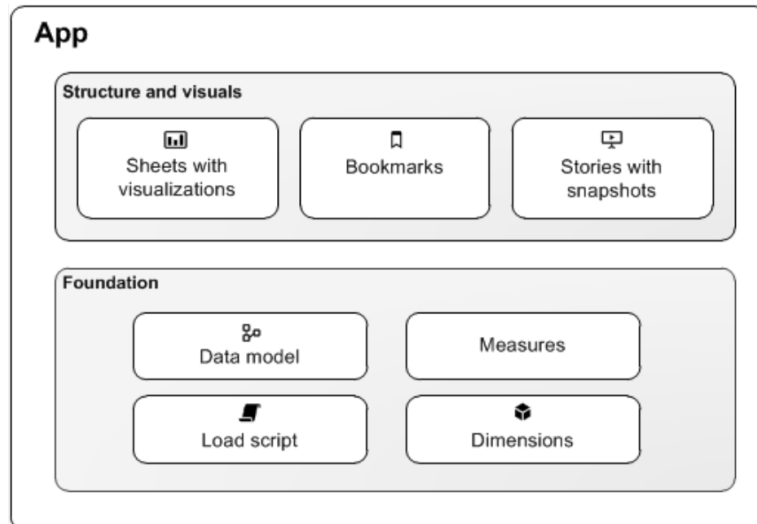 App
Structure and visuals
Sheets with
visualizations
Bookmarks
Stories with
snapshots
Foundation
Data model
Measures
Load script
Dimensions